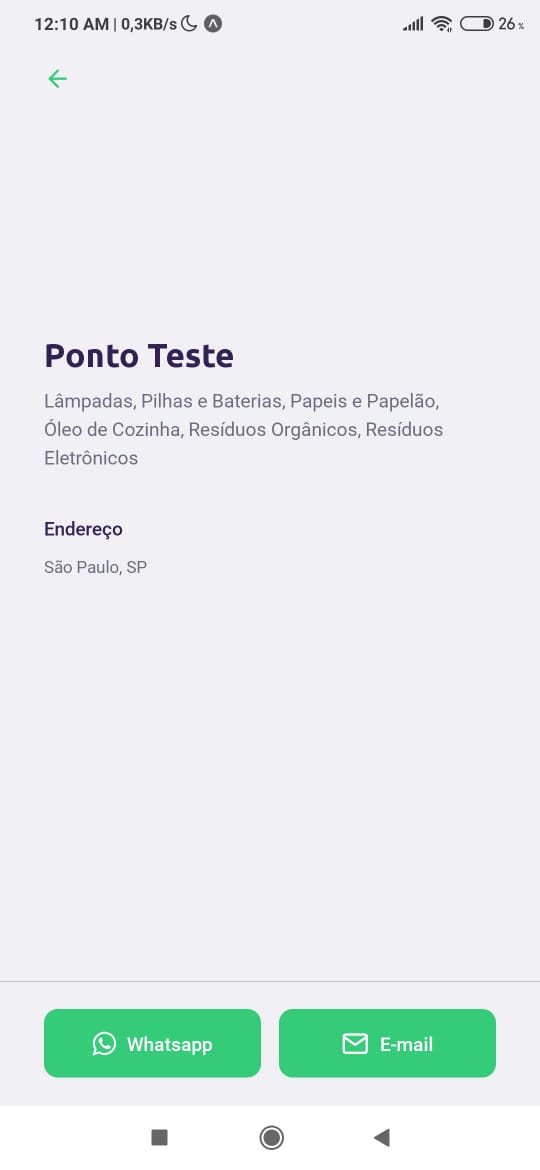 12:10 AM | 0,3KB/s 26 %
Ponto Teste
Lâmpadas, Pilhas e Baterias, Papeis e Papelão,
Óleo de Cozinha, Resíduos Orgânicos, Resíduos
Eletrônicos
Endereço
São Paulo, SP
Whatsapp E-mail